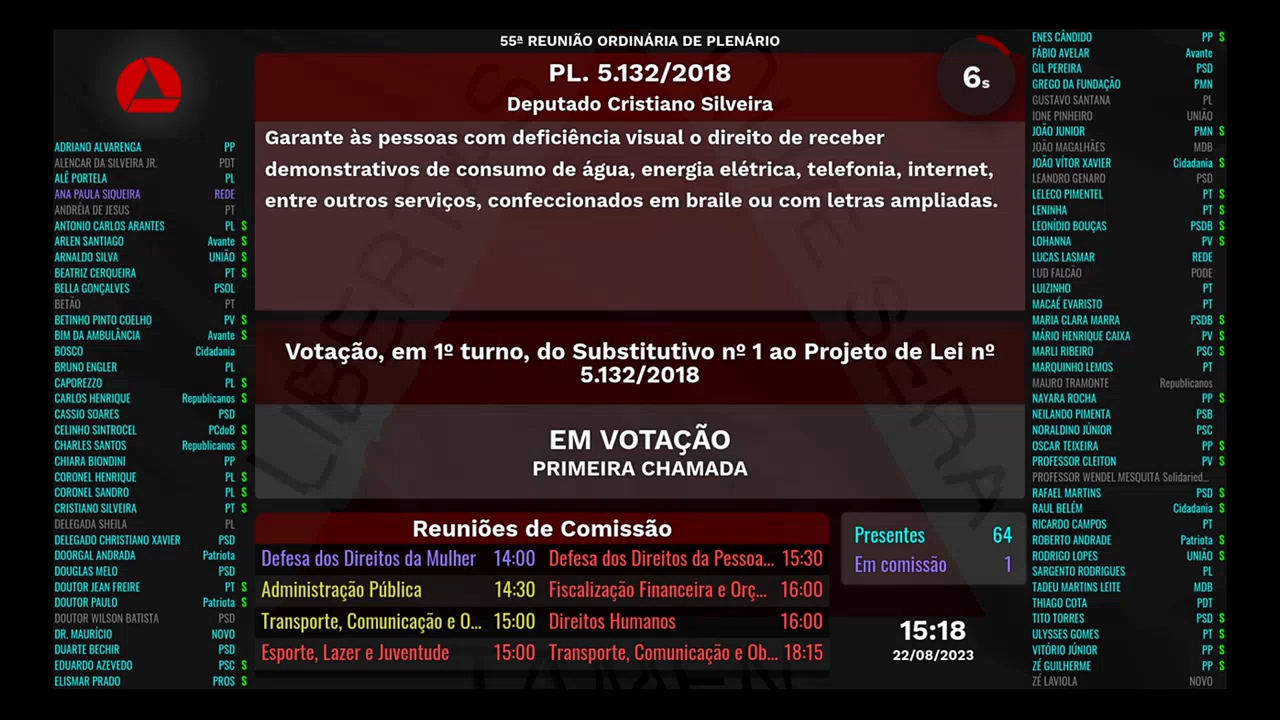 55ª REUNIÃO ORDINÁRIA DE PLENÁRIO
PL. 5.132/2018
Deputado Cristiano Silveira
6s
Garante às pessoas com deficiência visual o direito de receber
demonstrativos de consumo de água, energia elétrica, telefonia, internet,
entre outros serviços, confeccionados em braile ou com letras ampliadas.
Votação, em 1º turno, do Substitutivo nº 1 ao Projeto de Lei nº
5.132/2018
EM VOTAÇÃO
PRIMEIRA CHAMADA
Reuniões de Comissão
Defesa dos Direitos da Mulher 14:00 Defesa dos Direitos da Pessoa... 15:30
Administração Pública 14:30 Fiscalização Financeira e Orç... 16:00
Transporte, Comunicação e O... 15:00 Direitos Humanos 16:00
Esporte, Lazer e Juventude 15:00 Transporte, Comunicação e Ob... 18:15
Presentes 64
Em comissão 1
15:18
22/08/2023
ADRIANO ALVARENGA PP
ALENCAR DA SILVEIRA JR. PDT
ALÊ PORTELA PL
ANA PAULA SIQUEIRA REDE
ANDRÉIA DE JESUS PT
ANTONIO CARLOS ARANTES PL S
ARLEN SANTIAGO Avante S
ARNALDO SILVA UNIÃO S
BEATRIZ CERQUEIRA PT S
BELLA GONÇALVES PSOL
BETÃO PT
BETINHO PINTO COELHO PV S
BIM DA AMBULÂNCIA Avante S
BOSCO Cidadania
BRUNO ENGLER PL
CAPOREZZO PL S
CARLOS HENRIQUE Republicanos S
CASSIO SOARES PSD
CELINHO SINTROCEL PCdoB S
CHARLES SANTOS Republicanos S
CHIARA BIONDINI PP
CORONEL HENRIQUE PL S
CORONEL SANDRO PL S
CRISTIANO SILVEIRA PT S
DELEGADA SHEILA PL
DELEGADO CHRISTIANO XAVIER PSD
DOORGAL ANDRADA Patriota
DOUGLAS MELO PSD
DOUTOR JEAN FREIRE PT S
DOUTOR PAULO Patriota S
DOUTOR WILSON BATISTA PSD
DR. MAURÍCIO NOVO
DUARTE BECHIR PSD
EDUARDO AZEVEDO PSC S
ELISMAR PRADO PROS S
ENES CÂNDIDO PP S
FÁBIO AVELAR Avante
GIL PEREIRA PSD
GREGO DA FUNDAÇÃO PMN
GUSTAVO SANTANA PL
IONE PINHEIRO UNIÃO
JOÃO JUNIOR PMN S
JOÃO MAGALHÃES MDB
JOÃO VÍTOR XAVIER Cidadania S
LEANDRO GENARO PSD
LELECO PIMENTEL PT S
LENINHA PT S
LEONÍDIO BOUÇAS PSDB S
LOHANNA PV S
LUCAS LASMAR REDE
LUD FALCÃO PODE
LUIZINHO PT
MACAÉ EVARISTO PT
MARIA CLARA MARRA PSDB S
MÁRIO HENRIQUE CAIXA PV S
MARLI RIBEIRO PSC S
MARQUINHO LEMOS PT
MAURO TRAMONTE Republicanos
NAYARA ROCHA PP S
NEILANDO PIMENTA PSB
NORALDINO JÚNIOR PSC
OSCAR TEIXEIRA PP S
PROFESSOR CLEITON PV S
PROFESSOR WENDEL MESQUITA Solidaried...
RAFAEL MARTINS PSD S
RAUL BELÉM Cidadania S
RICARDO CAMPOS PT
ROBERTO ANDRADE Patriota S
RODRIGO LOPES UNIÃO S
SARGENTO RODRIGUES PL
TADEU MARTINS LEITE MDB
THIAGO COTA PDT
TITO TORRES PSD S
ULYSSES GOMES PT S
VITÓRIO JÚNIOR PP S
ZÉ GUILHERME PP S
ZÉ LAVIOLA NOVO